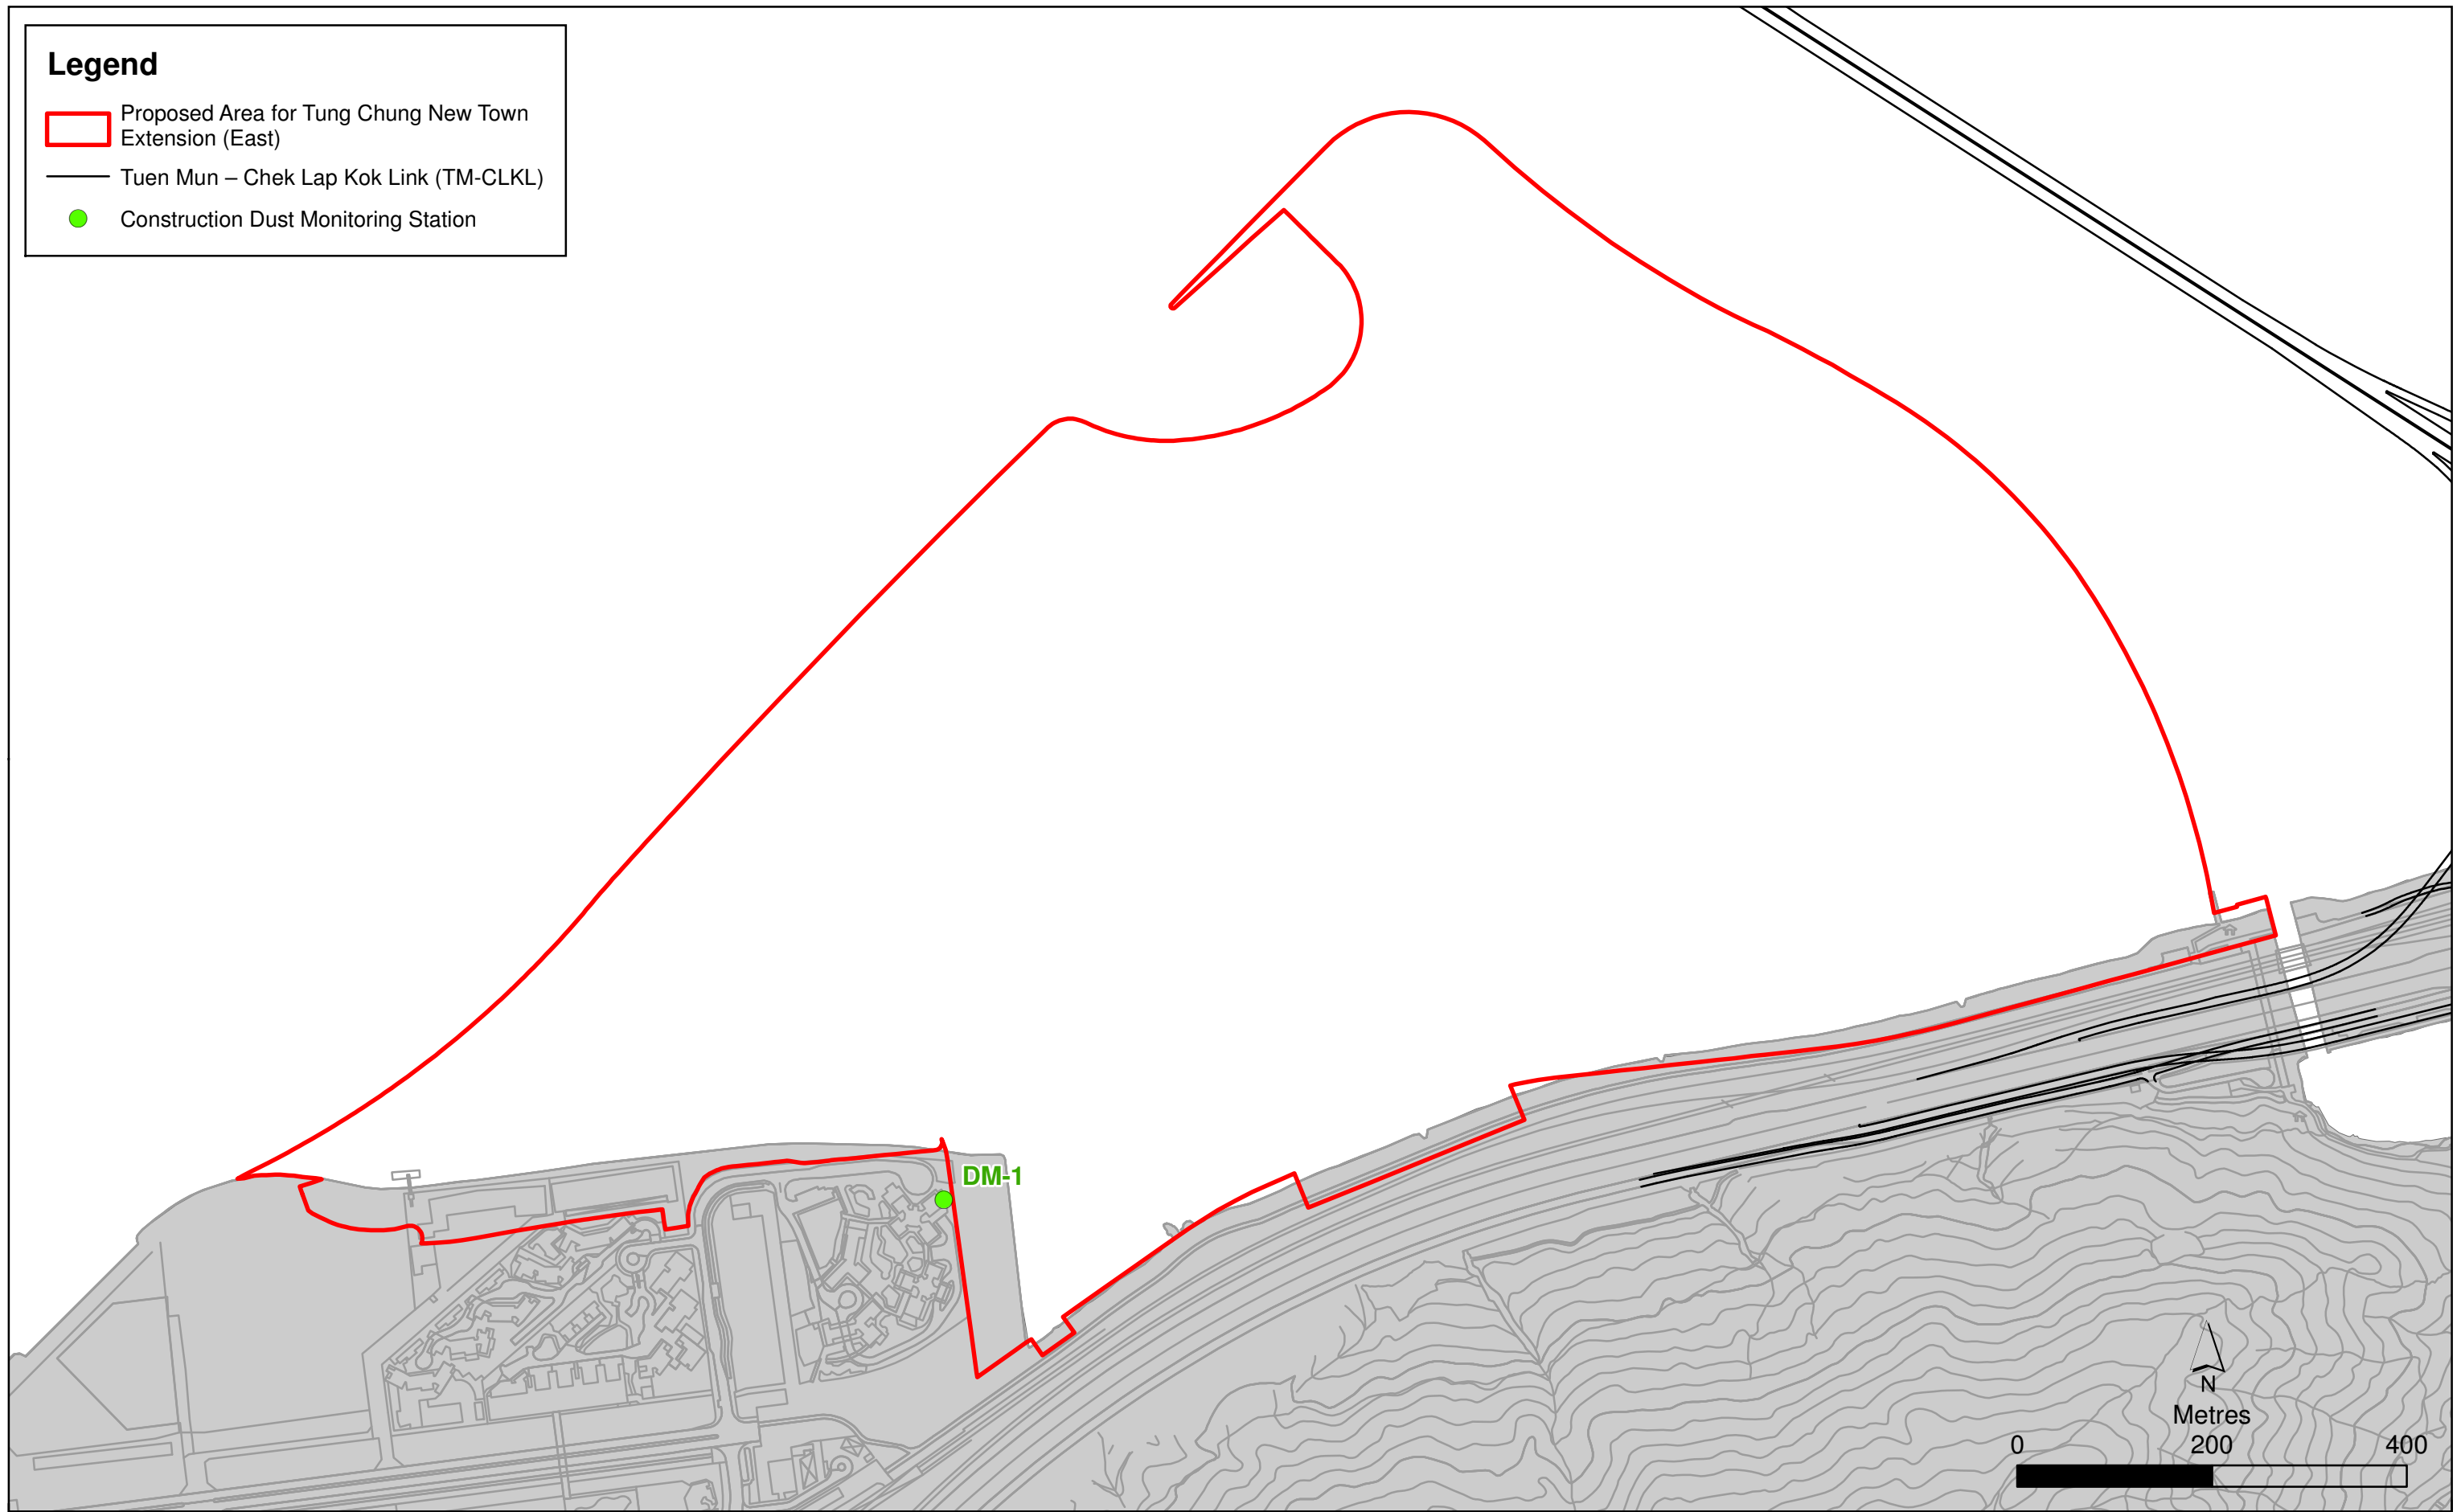 Legend
Proposed Area for Tung Chung New Town
Extension (East)
Tuen Mun – Chek Lap Kok Link (TM-CLKL)
Construction Dust Monitoring Station
DM-1
N
Metres
0 200 400